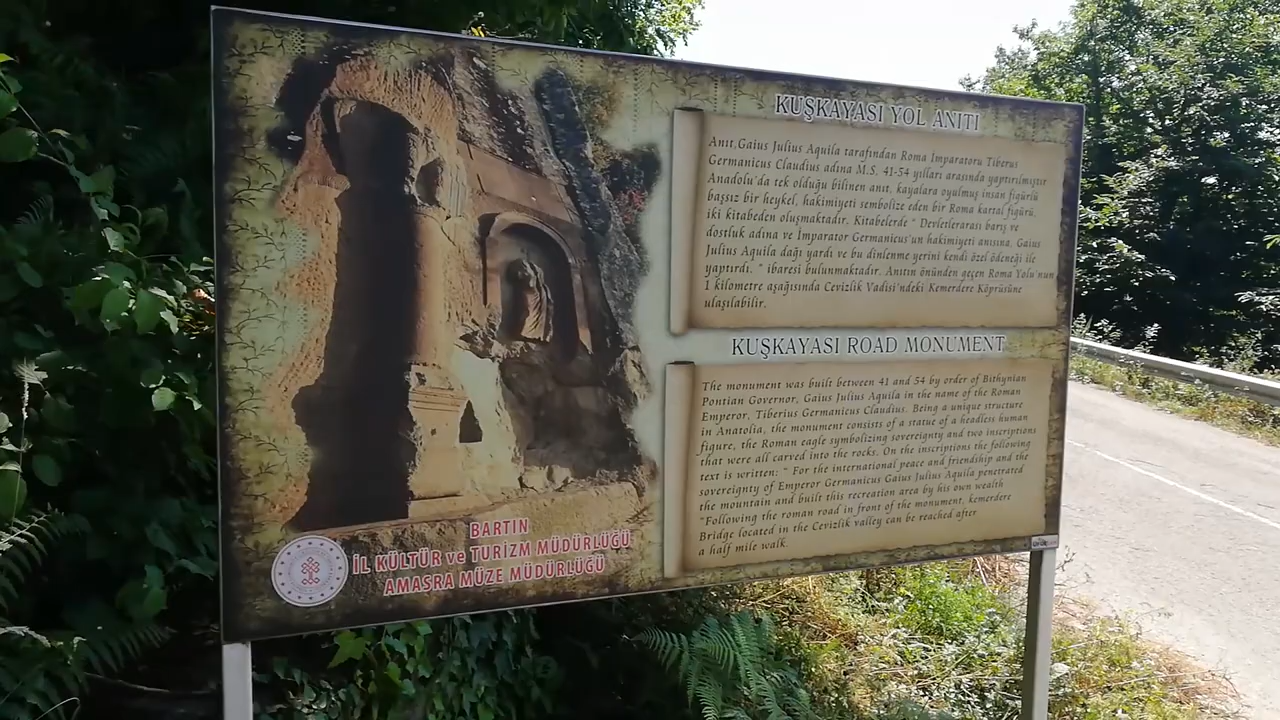 KUŞKAYASI YOL ANITI
Anıt,Gaius Julius Aquila tarafından Roma İmparatoru Tiberus
Germanicus Claudius adına M.S. 41-54 yılları arasında yaptırılmıştır
Anadolu'da tek olduğu bilinen anıt, kayalara oyulmuş insan figürlü
başsız bir heykel, hakimiyeti sembolize eden bir Roma kartal figürü,
iki kitabeden oluşmaktadır. Kitabelerde " Devletlerarası barış ve
dostluk adına ve İmparator Germanicus'un hakimiyeti anısına, Gaius
Julius Aquila dağı yardı ve bu dinlenme yerini kendi özel ödeneği ile
yaptırdı. " ibaresi bulunmaktadır. Anıtın önünden geçen Roma Yolu'nun
1 kilometre aşağısında Cevizlik Vadisi'ndeki Kemerdere Köprüsüne
ulaşılabilir.
KUŞKAYASI ROAD MONUMENT
The monument was built between 41 and 54 by order of Bithynian
Pontian Governor, Gaius Julius Aquila in the name of the Roman
Emperor, Tiberius Germanicus Claudius. Being a unique structure
in Anatolia, the monument consists of a statue of a headless human
figure, the Roman eagle symbolizing sovereignty and two inscriptions
that were all carved into the rocks. On the inscriptions the following
text is written: " For the international peace and friendship and the
sovereignty of Emperor Germanicus Gaius Julius Aquila penetrated
the mountain and built this recreation area by his own wealth
"Following the roman road in front of the monument, kemerdere
Bridge located in the Cevizlik valley can be reached after
a half mile walk.
BARTIN
İL KÜLTÜR ve TURİZM MÜDÜRLÜĞÜ
AMASRA MÜZE MÜDÜRLÜĞÜ